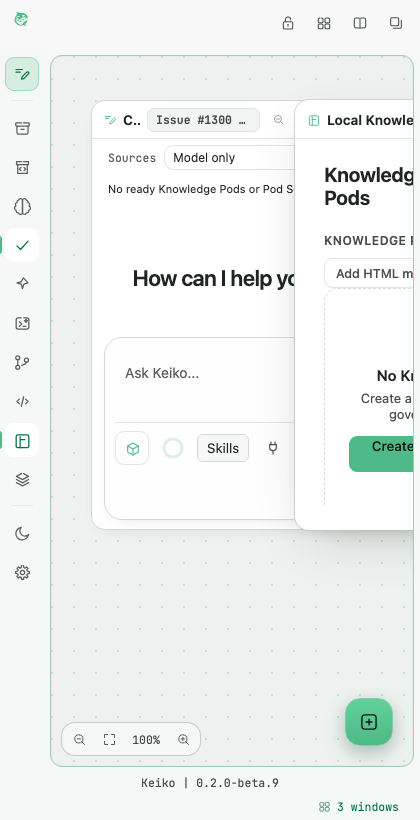 C..
Issue #1300 …
Local Knowle
Sources
Model only
No ready Knowledge Pods or Pod S
Knowledg
Pods
KNOWLEDGE
Add HTML m
How can I help yo
Ask Keiko...
No Kn
Create a
gove
Create
Skills
100%
Keiko | 0.2.0-beta.9
3 windows